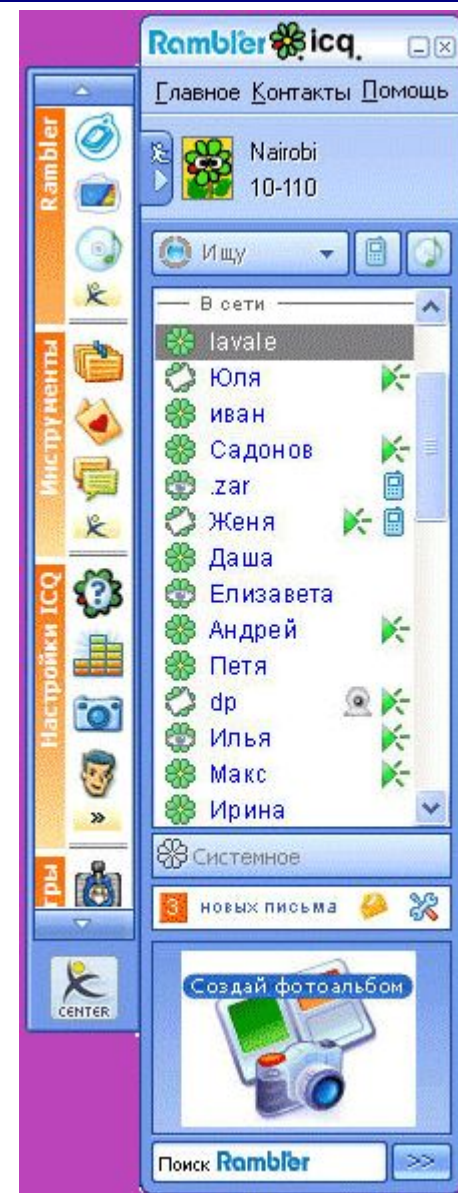 Rambler icq
Главное Контакты Помощь
Nairobi
10-110
Ищу
В сети
lavale
Юля
иван
Садонов
.zar
Женя
Даша
Елизавета
Андрей
Петя
dp
Илья
Макс
Ирина
Системное
3 новых письма
Создай фотоальбом
Поиск Rambler >>
Rambler
Инструменты
Настройки ICQ
»
CENTER